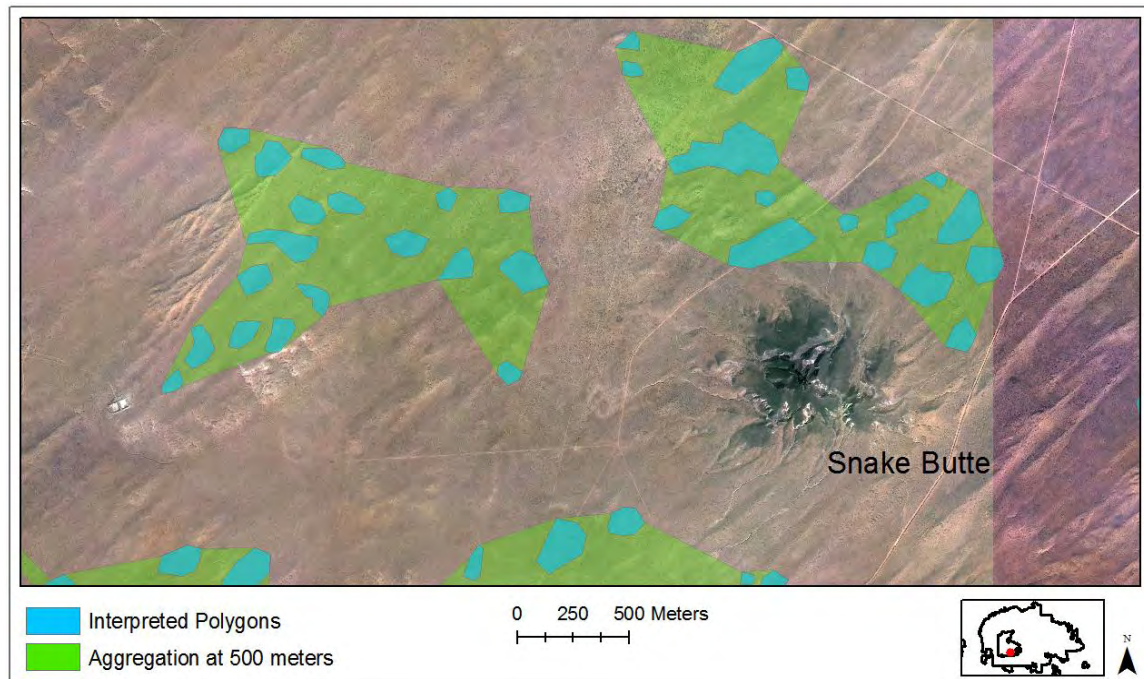 Snake Butte
Interpreted Polygons
Aggregation at 500 meters
0 250 500 Meters
N